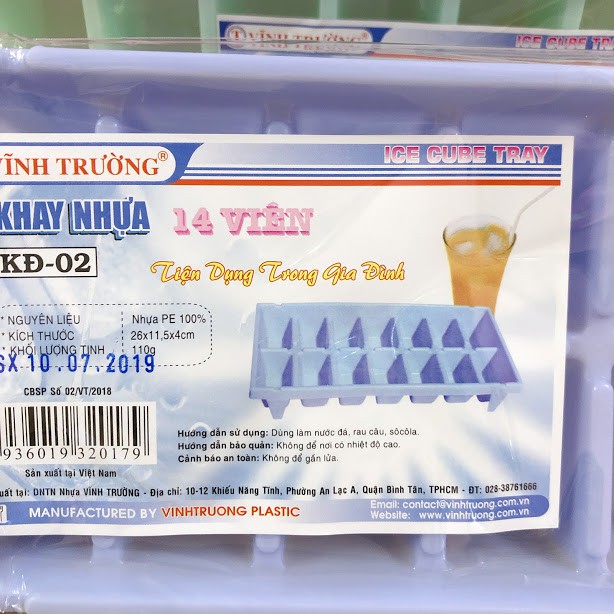 Ⓣ VĨNH TRƯỜNG®
ICE CUBE TRAY
VĨNH TRƯỜNG®
ICE CUBE TRAY
KHAY NHỰA 14 VIÊN
KĐ-02
Tiện Dụng Trong Gia Đình
* NGUYÊN LIỆU : Nhựa PE 100%
* KÍCH THƯỚC : 26x11,5x4cm
* KHỐI LƯỢNG TỊNH : 110g
SX 10.07.2019
CBSP Số 02/VT/2018
936019 320179
Sản xuất tại Việt Nam
Hướng dẫn sử dụng: Dùng làm nước đá, rau câu, sôcôla.
Hướng dẫn bảo quản: Không để nơi có nhiệt độ cao.
Cảnh báo an toàn: Không để gần lửa.
xuất tại: DNTN Nhựa VĨNH TRƯỜNG - Địa chỉ: 10-12 Khiếu Năng Tĩnh, Phường An Lạc A, Quận Bình Tân, TPHCM - ĐT: 028-38761666
MANUFACTURED BY VINHTRUONG PLASTIC
Email: contact@vinhtruong.com.vn
Website: www.vinhtruong.com.vn